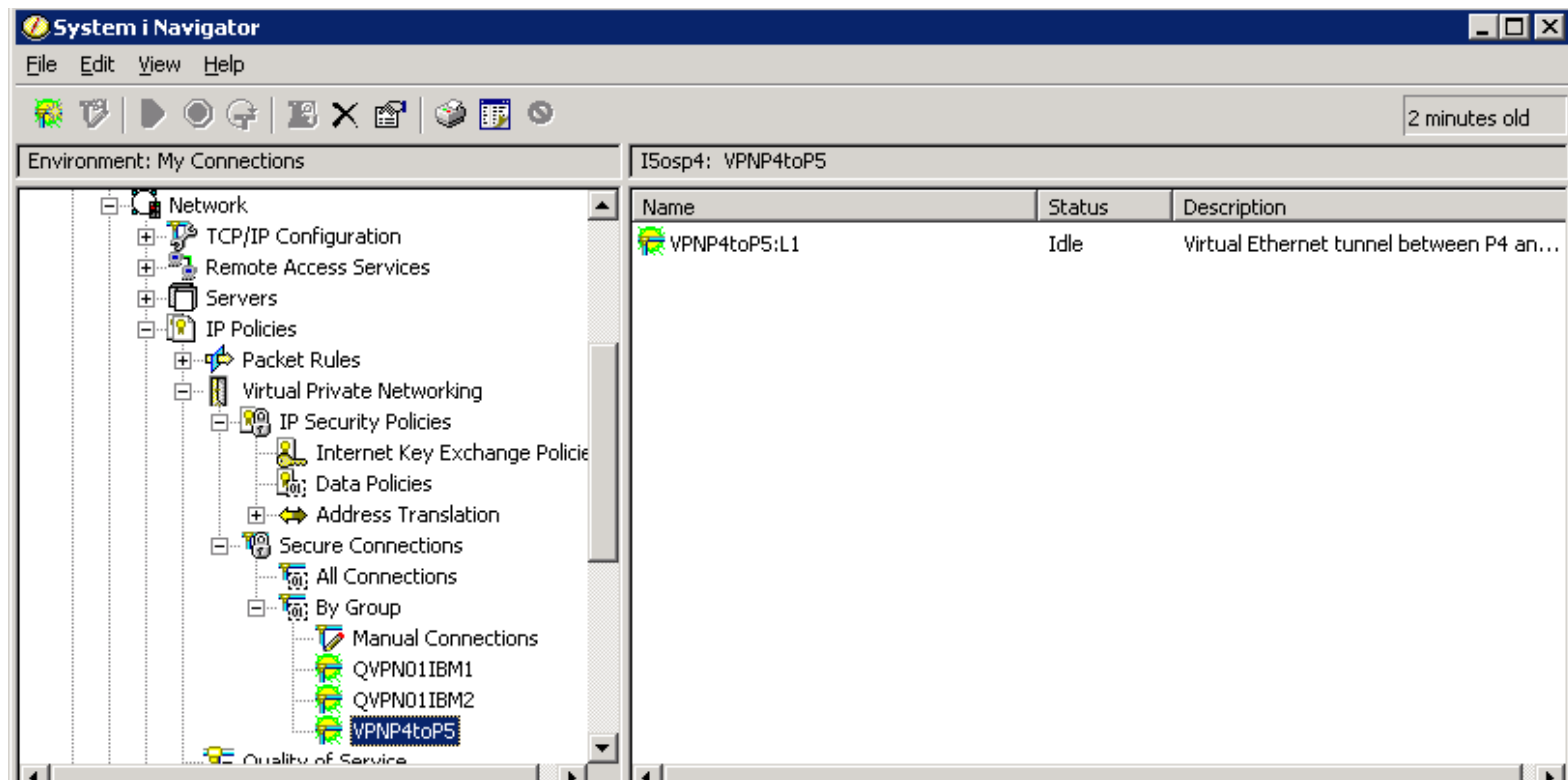 System i Navigator
File Edit View Help
2 minutes old
Environment: My Connections
I5osp4: VPNP4toP5
Network
TCP/IP Configuration
Remote Access Services
Servers
IP Policies
Packet Rules
Virtual Private Networking
IP Security Policies
Internet Key Exchange Policie
Data Policies
Address Translation
Secure Connections
All Connections
By Group
Manual Connections
QVPN01IBM1
QVPN01IBM2
VPNP4toP5
Quality of Service
Name Status Description
VPNP4toP5:L1 Idle Virtual Ethernet tunnel between P4 an...